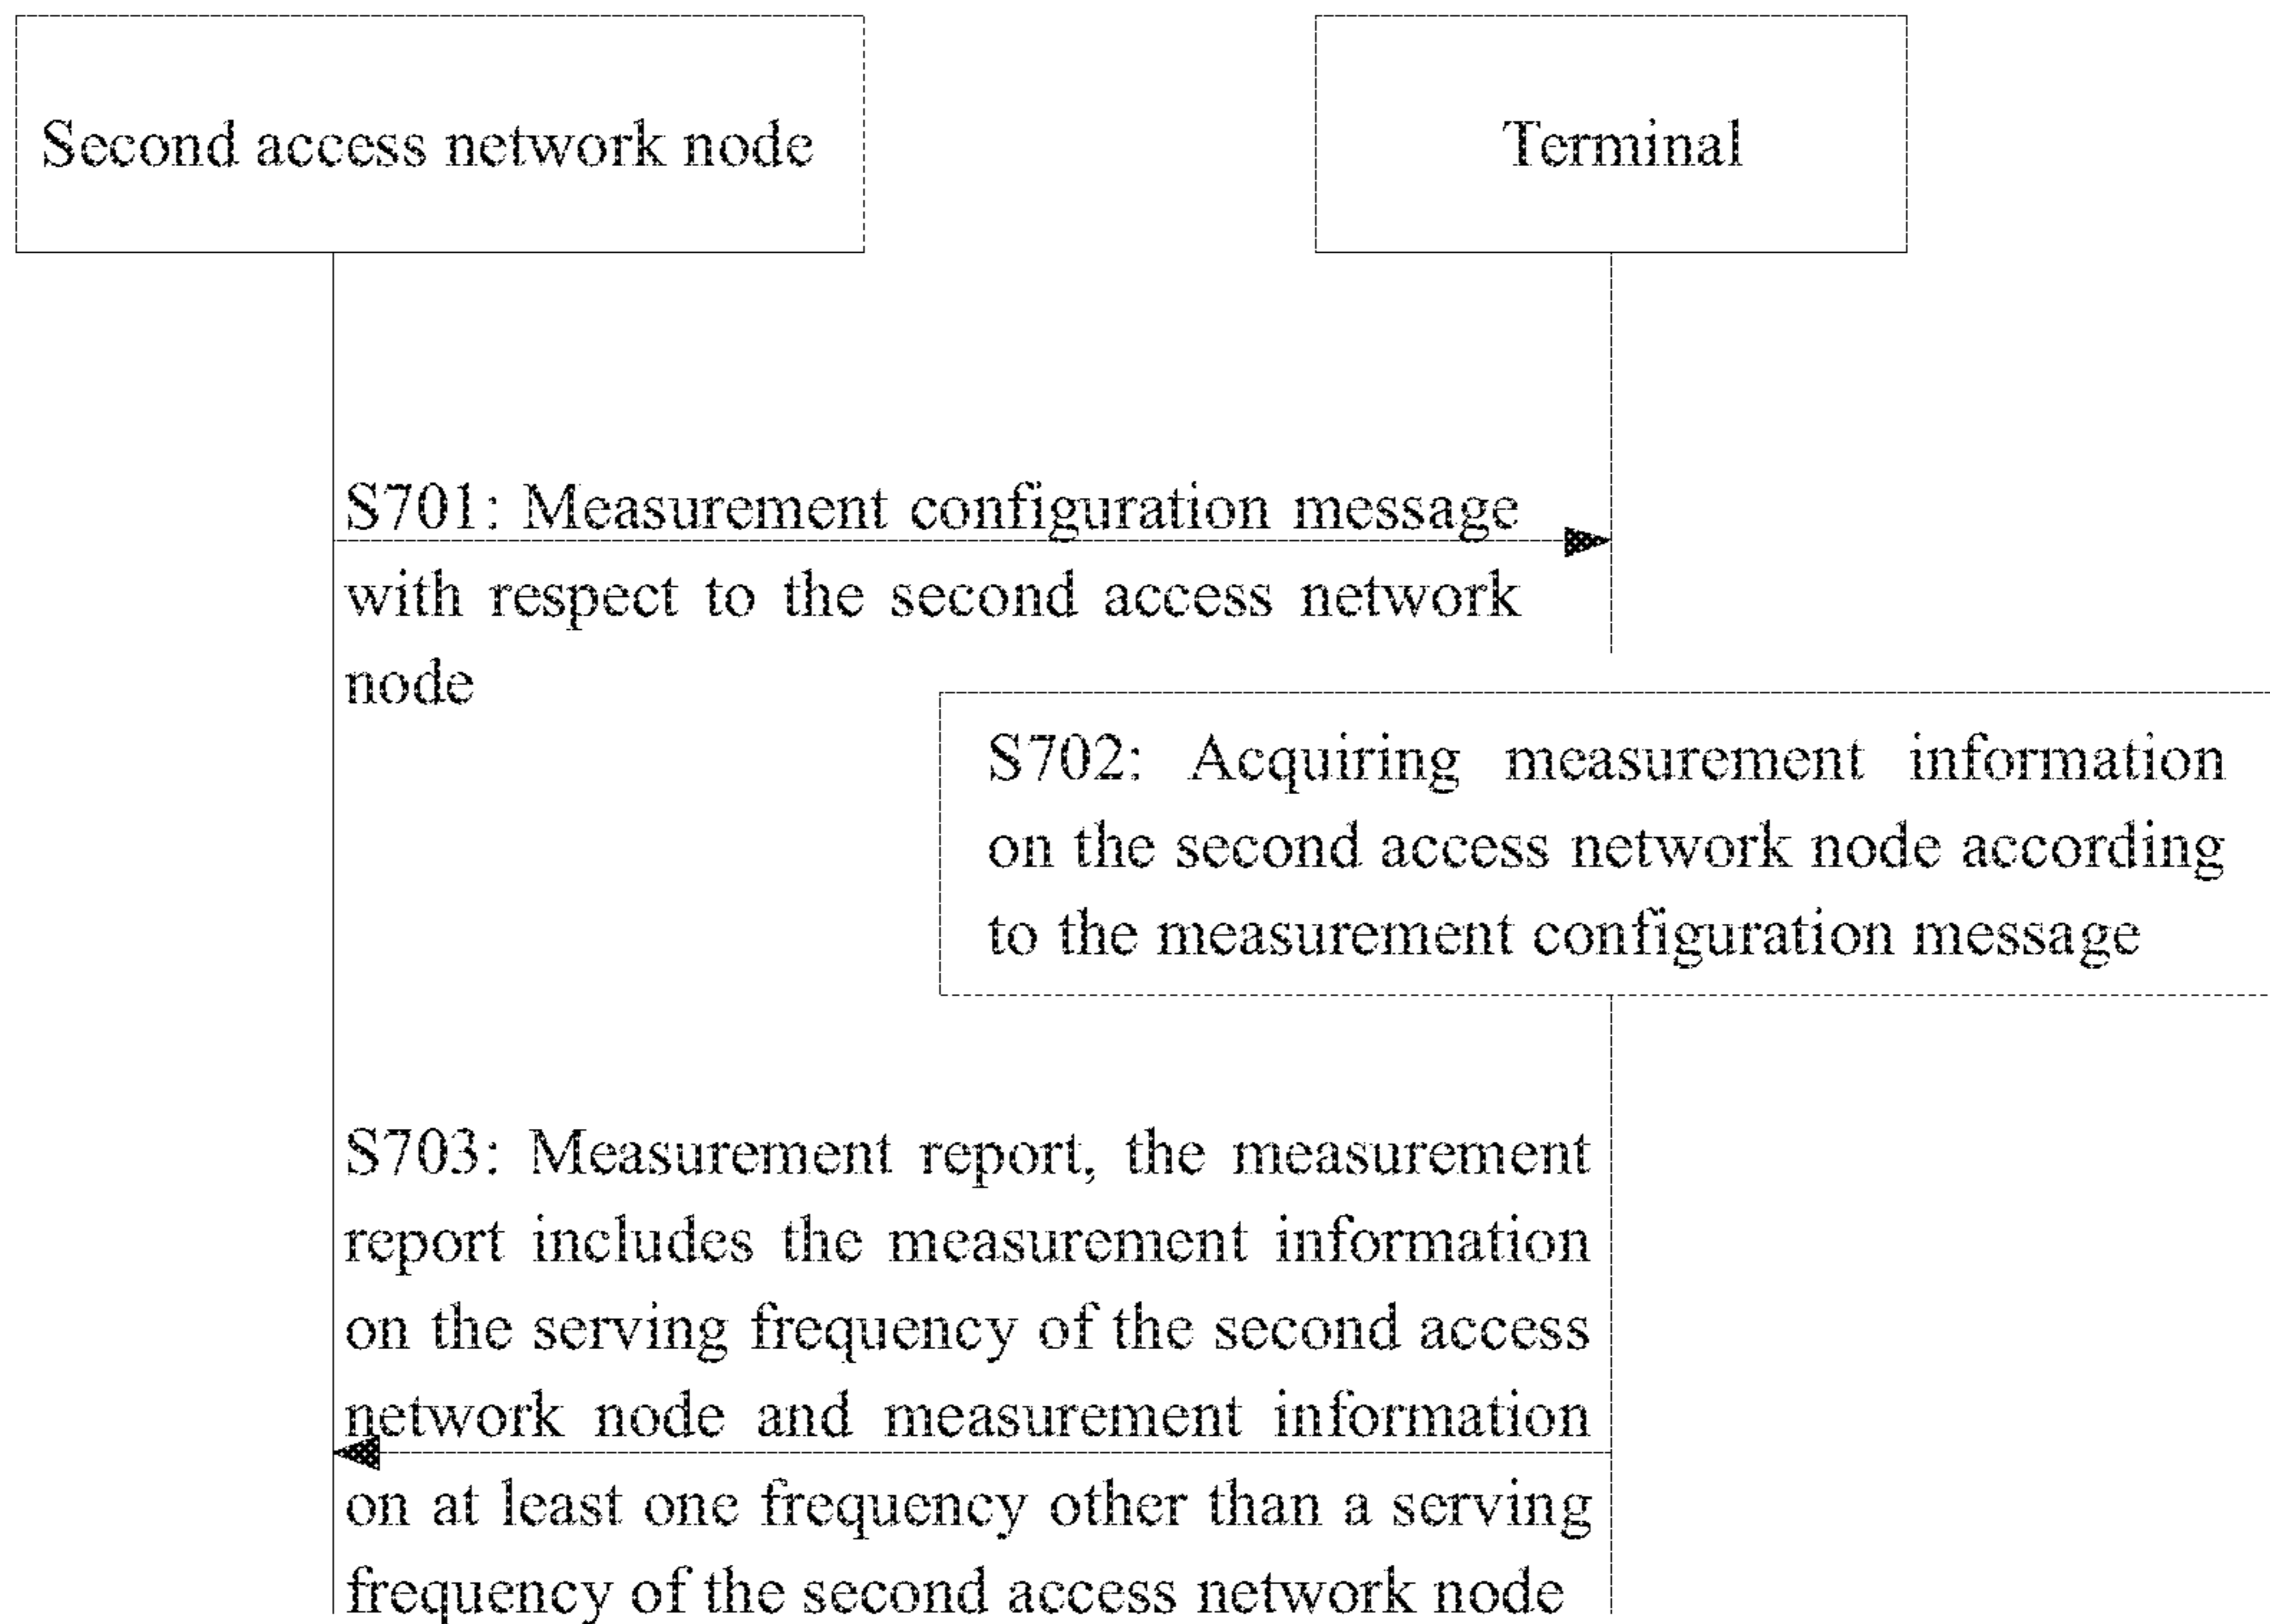 Second access network node
Terminal
S701: Measurement configuration message
with respect to the second access network
node
S702: Acquiring measurement information
on the second access network node according
to the measurement configuration message
S703: Measurement report, the measurement
report includes the measurement information
on the serving frequency of the second access
network node and measurement information
on at least one frequency other than a serving
frequency of the second access network node